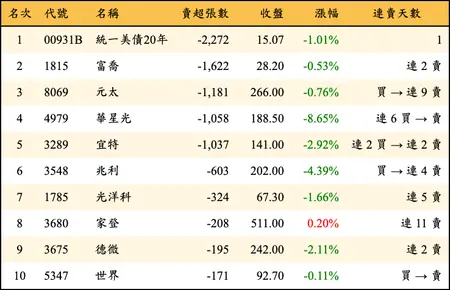 名次 代號 名稱 賣超張數 收盤 漲幅 連賣天數
1 00931B 統一美債20年 -2,272 15.07 -1.01% 1
2 1815 富喬 -1,622 28.20 -0.53% 連 2 賣
3 8069 元太 -1,181 266.00 -0.76% 買 → 連 9 賣
4 4979 華星光 -1,058 188.50 -8.65% 連 6 買 → 賣
5 3289 宜特 -1,037 141.00 -2.92% 連 2 買 → 連 2 賣
6 3548 兆利 -603 202.00 -4.39% 買 → 連 4 賣
7 1785 光洋科 -324 67.30 -1.66% 連 5 賣
8 3680 家登 -208 511.00 0.20% 連 11 賣
9 3675 德微 -195 242.00 -2.11% 連 2 賣
10 5347 世界 -171 92.70 -0.11% 買 → 賣